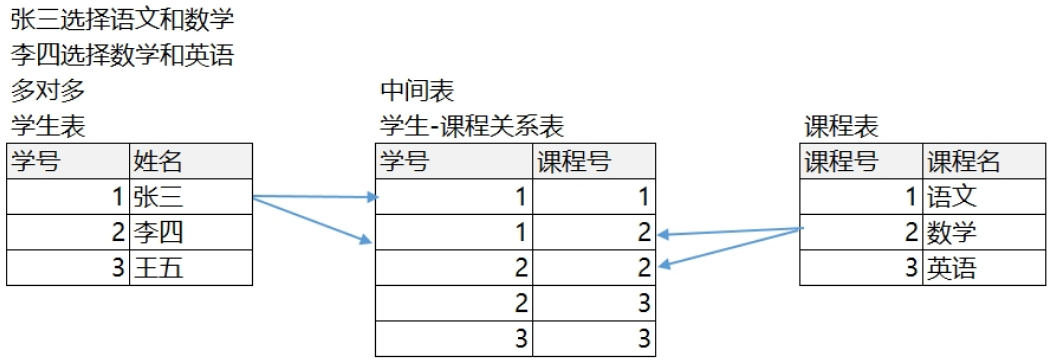 张三选择语文和数学
李四选择数学和英语
多对多
学生表
学号 姓名
1 张三
2 李四
3 王五
中间表
学生-课程关系表
学号 课程号
1 1
1 2
2 2
2 3
3 3
课程表
课程号 课程名
1 语文
2 数学
3 英语